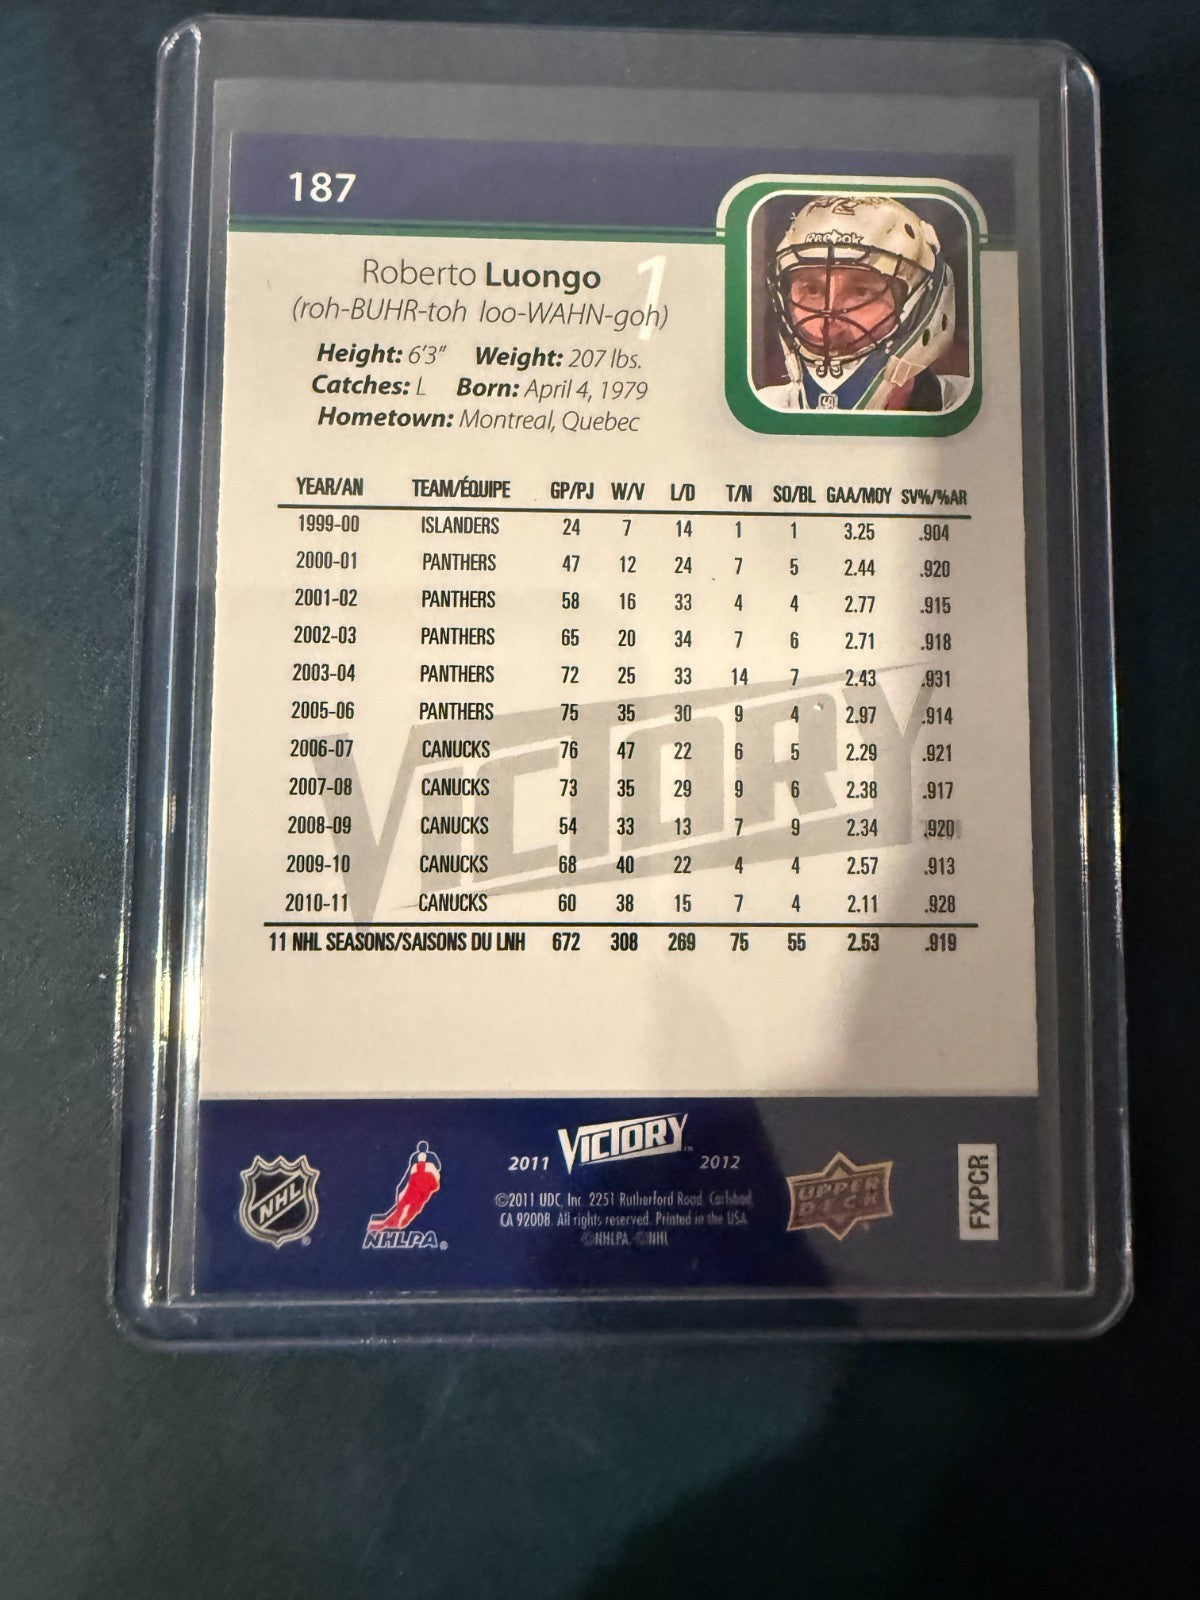 187
Reebok
Roberto Luongo 1
(roh-BUHR-toh loo-WAHN-goh)
Height: 6'3" Weight: 207 lbs.
Catches: L Born: April 4, 1979
Hometown: Montreal, Quebec
YEAR/AN TEAM/ÉQUIPE GP/PJ W/V L/D T/N SO/BL GAA/MOY SV%/%AR
1999-00 ISLANDERS 24 7 14 1 1 3.25 .904
2000-01 PANTHERS 47 12 24 7 5 2.44 .920
2001-02 PANTHERS 58 16 33 4 4 2.77 .915
2002-03 PANTHERS 65 20 34 7 6 2.71 .918
2003-04 PANTHERS 72 25 33 14 7 2.43 .931
2005-06 PANTHERS 75 35 30 9 4 2.97 .914
2006-07 CANUCKS 76 47 22 6 5 2.29 .921
2007-08 CANUCKS 73 35 29 9 6 2.38 .917
2008-09 CANUCKS 54 33 13 7 9 2.34 .920
2009-10 CANUCKS 68 40 22 4 4 2.57 .913
2010-11 CANUCKS 60 38 15 7 4 2.11 .928
11 NHL SEASONS/SAISONS DU LNH 672 308 269 75 55 2.53 .919
VICTORY
2011 VICTORY™ 2012
©2011 UDC, Inc. 2251 Rutherford Road, Carlsbad,
CA 92008. All rights reserved. Printed in the USA
©NHLPA. ©NHL
NHL®
NHLPA®
UPPER DECK®
FXPCR